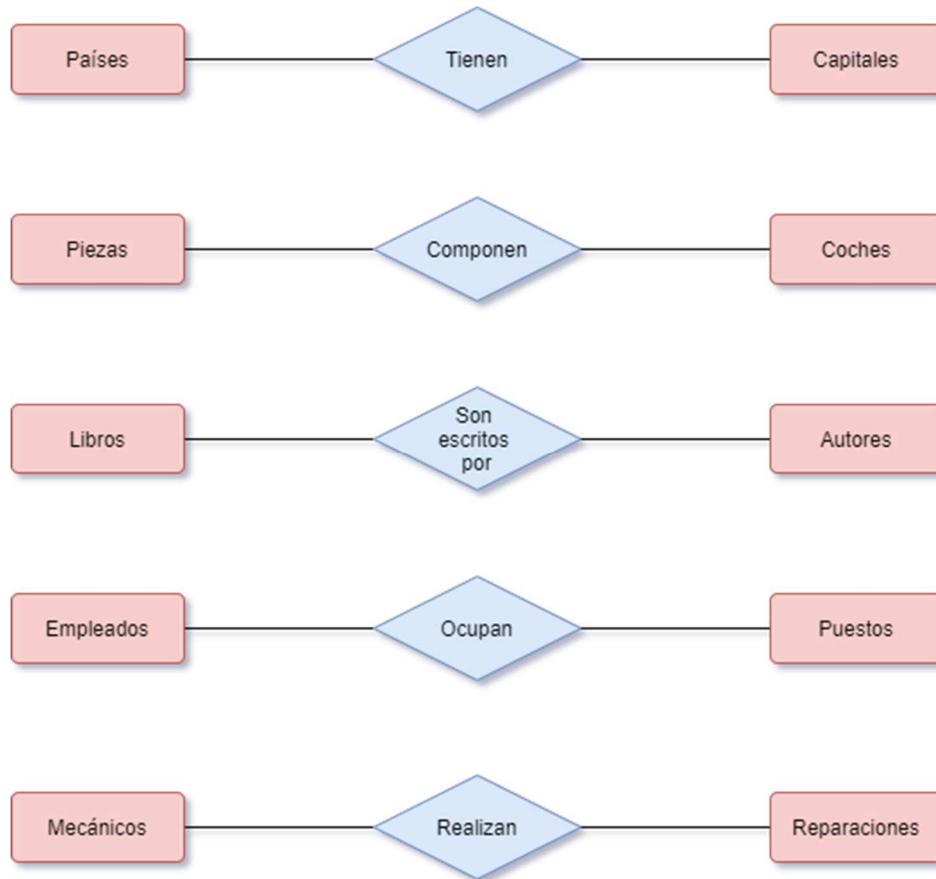 Países Tienen Capitales
Piezas Componen Coches
Libros Son escritos por Autores
Empleados Ocupan Puestos
Mecánicos Realizan Reparaciones